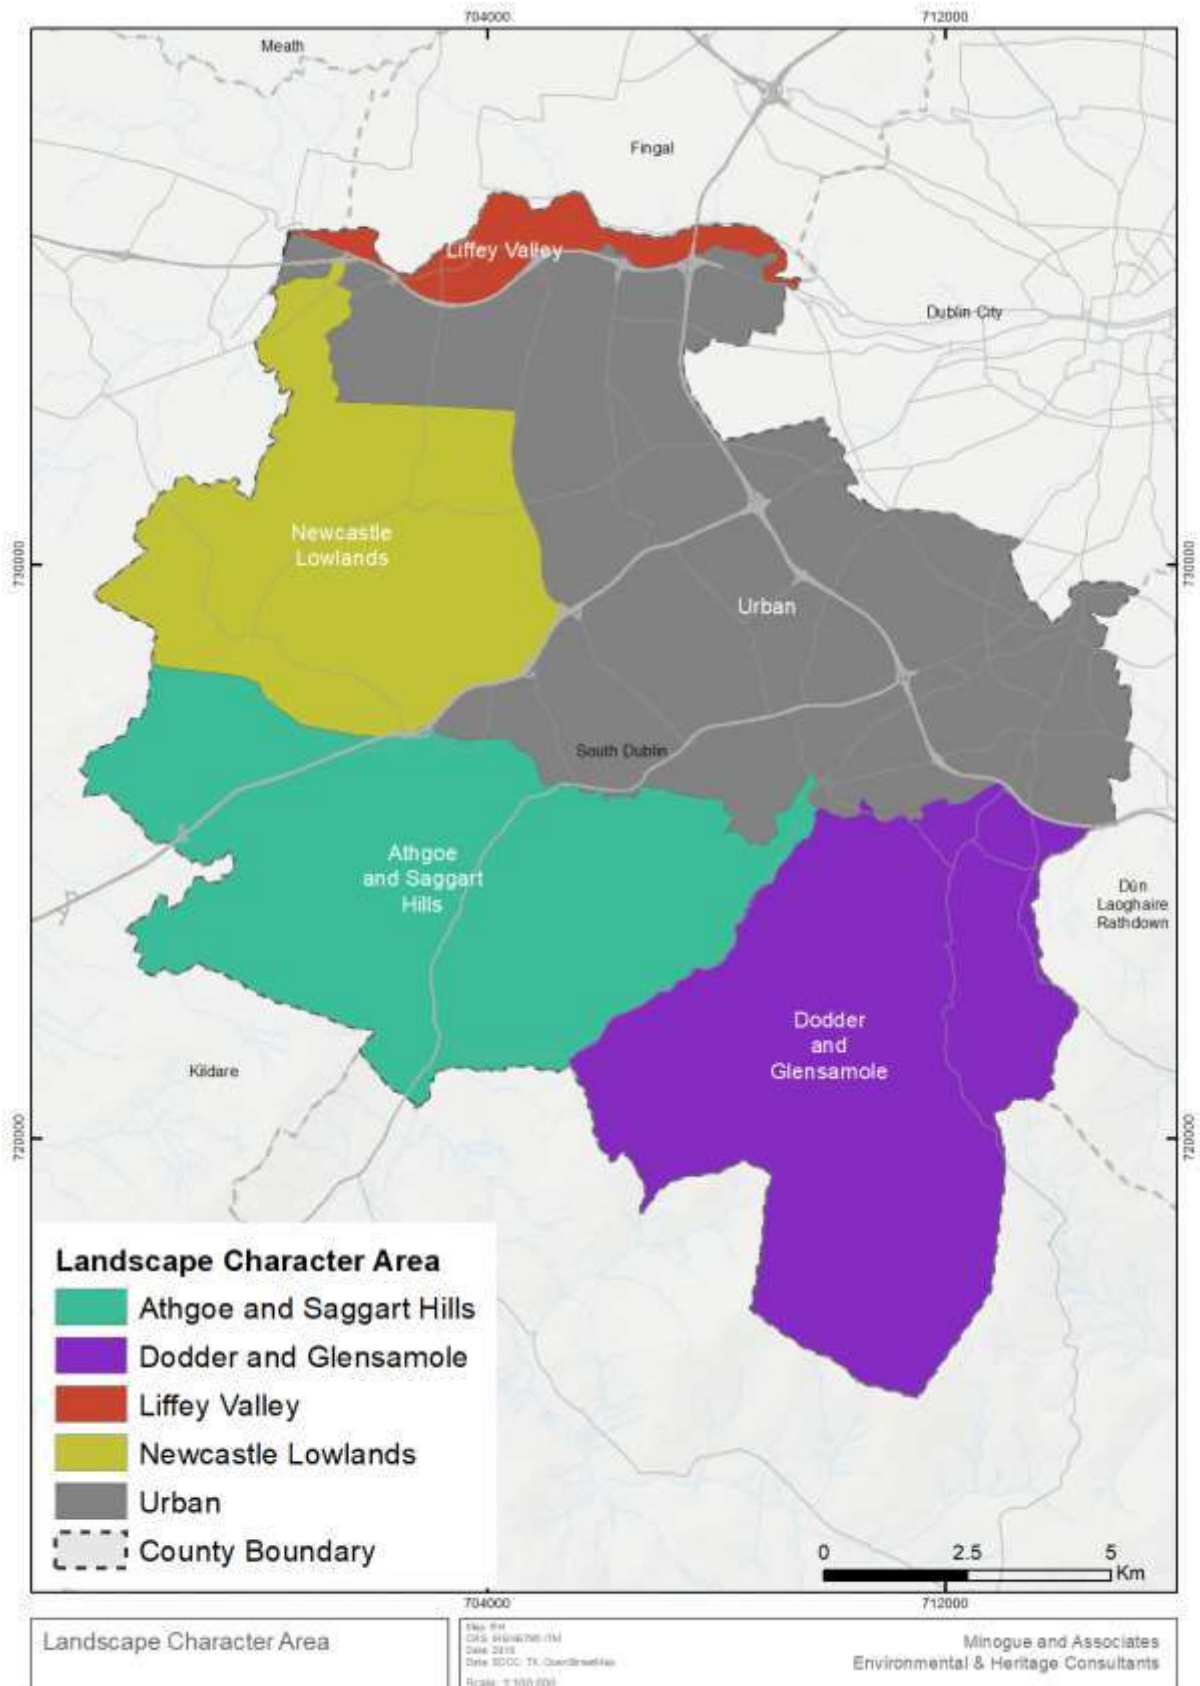 704000
712000
Meath
Fingal
Liffey Valley
Dublin City
Newcastle
Lowlands
730000
730000
Urban
South Dublin
Athgoe
and Saggart
Hills
Dún
Laoghaire
Rathdown
Dodder
and
Glensamole
Kildare
720000
720000
Landscape Character Area
Athgoe and Saggart Hills
Dodder and Glensamole
Liffey Valley
Newcastle Lowlands
Urban
County Boundary
0
2.5
5
Km
704000
712000
Landscape Character Area
Minogue and Associates
Environmental & Heritage Consultants